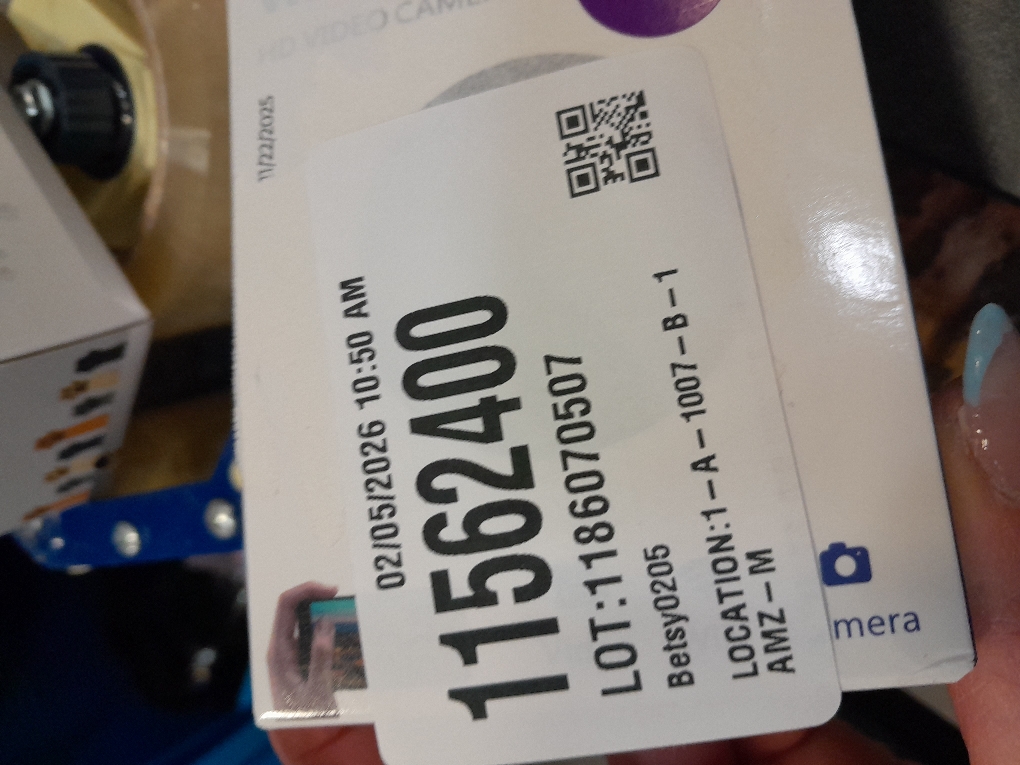 HD VIDEO CAME
11/22/2025
02/05/2026 10:50 AM
11562400
LOT:1186070507
Betsy0205
LOCATION:1-A-1007-B-1
AMZ-M
mera